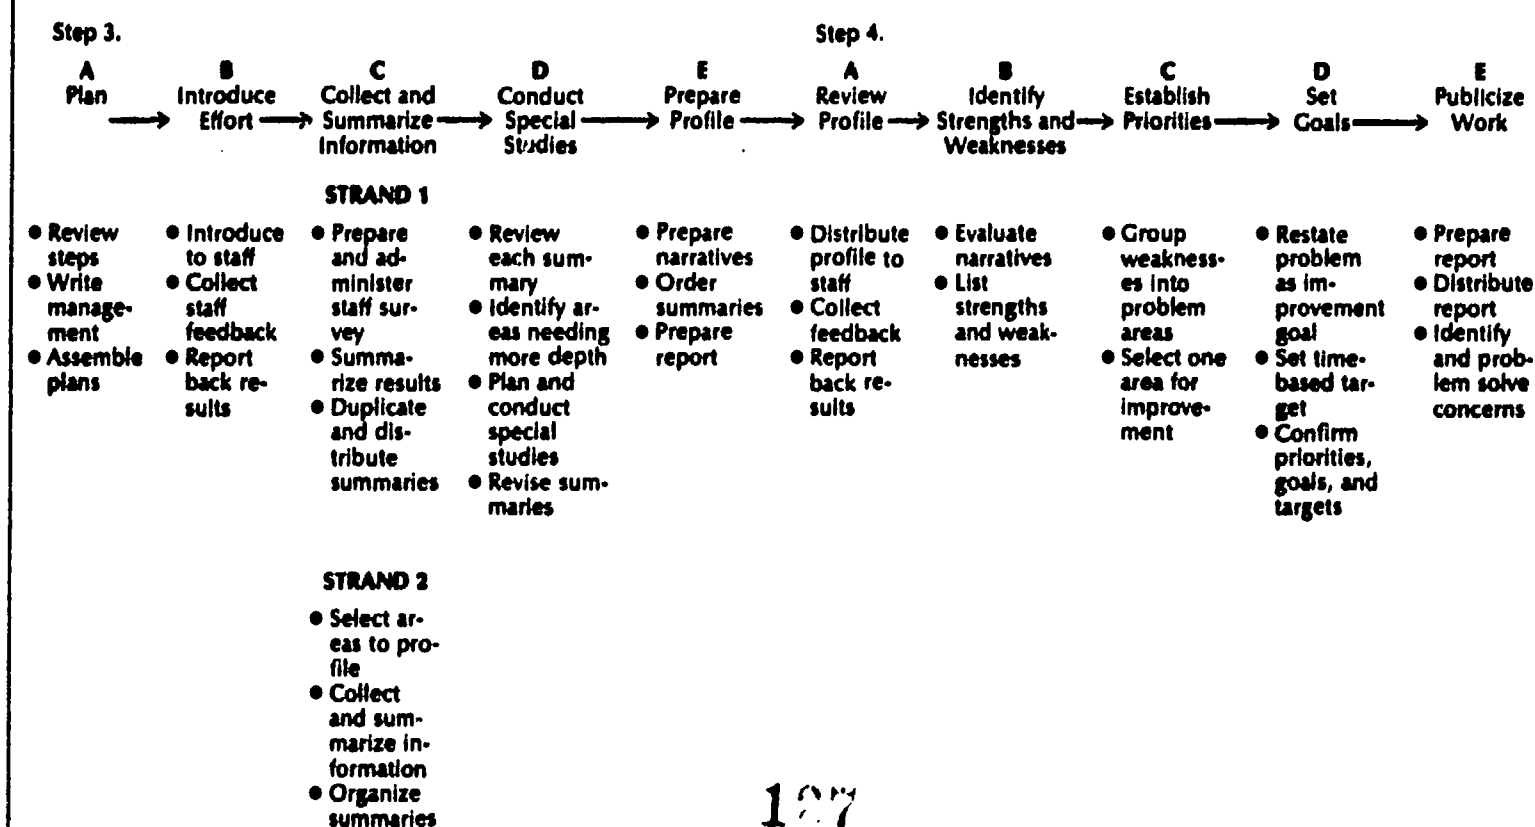 Step 3.
Step 4.
A
Plan
B
Introduce
Effort
C
Collect and
Summarize
Information
D
Conduct
Special
Studies
E
Prepare
Profile
A
Review
Profile
B
Identify
Strengths and
Weaknesses
C
Establish
Priorities
D
Set
Goals
E
Publicize
Work
STRAND 1
● Review
steps
● Write
manage-
ment
● Assemble
plans
● Introduce
to staff
● Collect
staff
feedback
● Report
back re-
sults
● Prepare
and ad-
minister
staff sur-
vey
● Summa-
rize results
● Duplicate
and dis-
tribute
summaries
● Review
each sum-
mary
● Identify ar-
eas needing
more depth
● Plan and
conduct
special
studies
● Revise sum-
maries
● Prepare
narratives
● Order
summaries
● Prepare
report
● Distribute
profile to
staff
● Collect
feedback
● Report
back re-
sults
● Evaluate
narratives
● List
strengths
and weak-
nesses
● Group
weakness-
es into
problem
areas
● Select one
area for
improve-
ment
● Restate
problem
as im-
provement
goal
● Set time-
based tar-
get
● Confirm
priorities,
goals, and
targets
● Prepare
report
● Distribute
report
● Identify
and prob-
lem solve
concerns
STRAND 2
● Select ar-
eas to pro-
file
● Collect
and sum-
marize in-
formation
● Organize
summaries